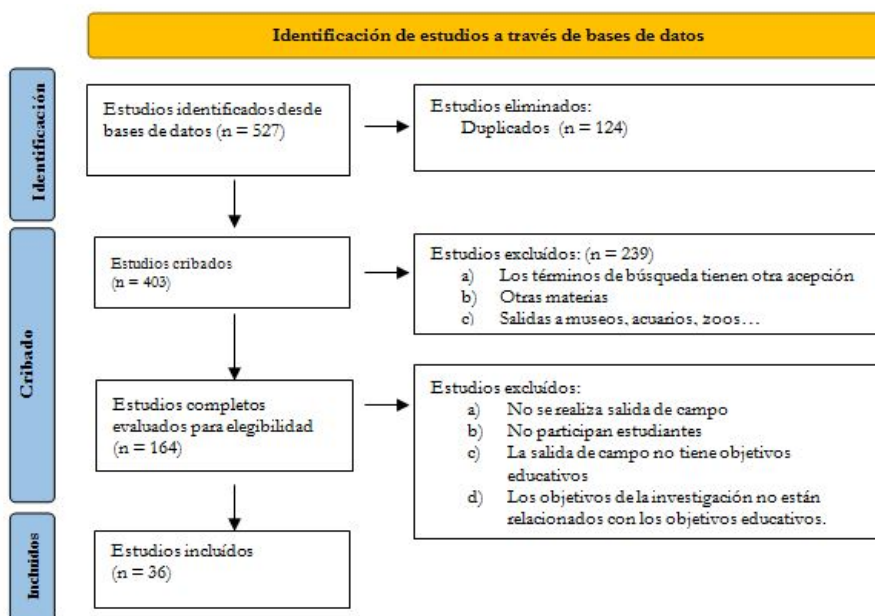 Identificación de estudios a través de bases de datos
Identificación
Estudios identificados desde
bases de datos (n = 527)
Estudios eliminados:
Duplicados (n = 124)
Cribado
Estudios cribados
(n = 403)
Estudios excluídos: (n = 239)
a) Los términos de búsqueda tienen otra acepción
b) Otras materias
c) Salidas a museos, acuarios, zoos…
Estudios completos
evaluados para elegibilidad
(n = 164)
Estudios excluídos:
a) No se realiza salida de campo
b) No participan estudiantes
c) La salida de campo no tiene objetivos
educativos
d) Los objetivos de la investigación no están
relacionados con los objetivos educativos.
Incluidos
Estudios incluídos
(n = 36)